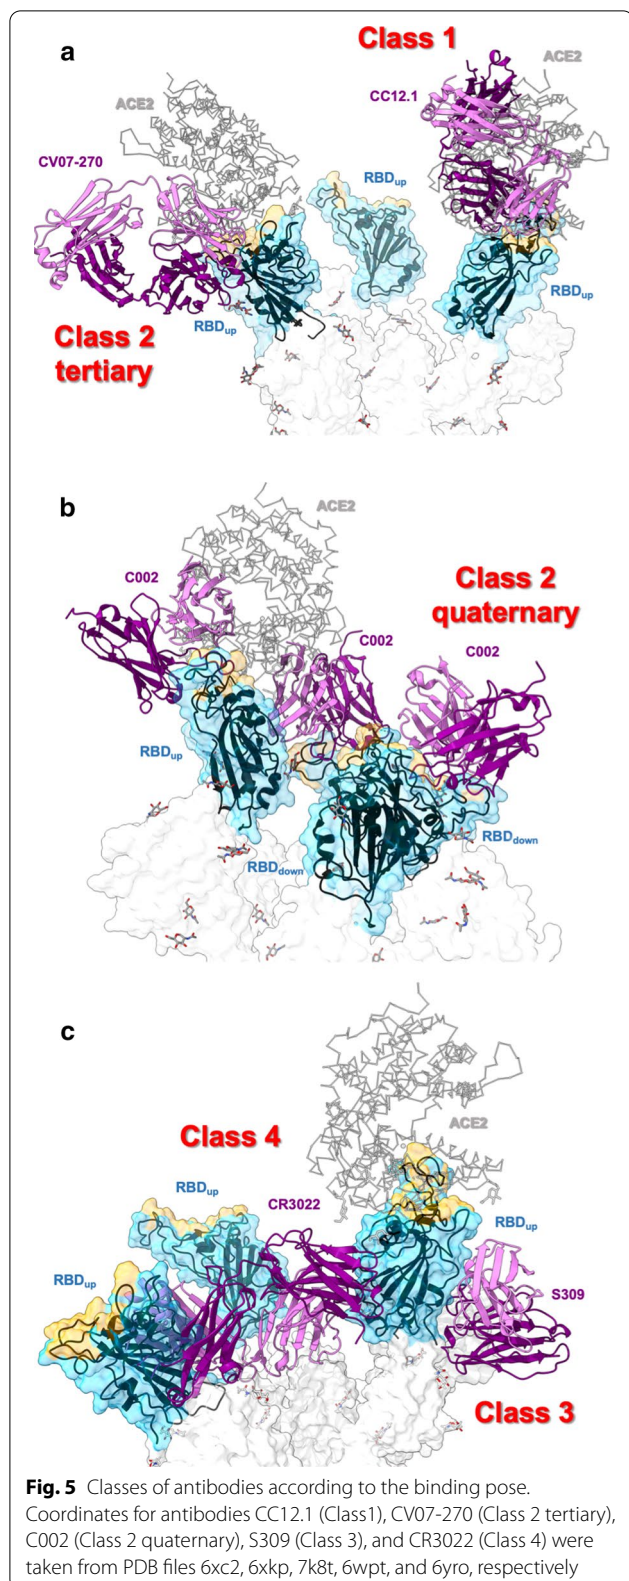 Class 1
a
ACE2
ACE2
CC12.1
CV07-270
RBDup
RBDup
RBDup
Class 2
tertiary
b
ACE2
C002
Class 2
quaternary
C002
C002
RBDup
RBDdown
RBDdown
c
ACE2
Class 4
RBDup
CR3022
RBDup
RBDup
S309
Class 3
Fig. 5 Classes of antibodies according to the binding pose.
Coordinates for antibodies CC12.1 (Class1), CV07-270 (Class 2 tertiary),
C002 (Class 2 quaternary), S309 (Class 3), and CR3022 (Class 4) were
taken from PDB files 6xc2, 6xkp, 7k8t, 6wpt, and 6yro, respectively